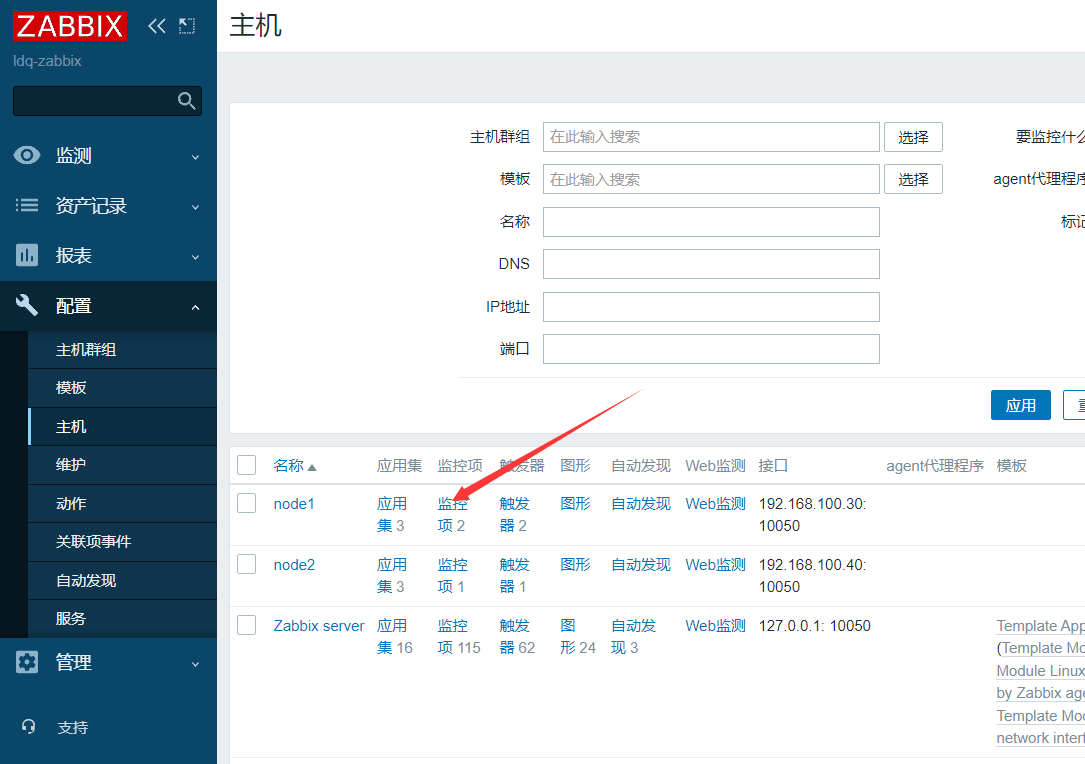 ZABBIX
ldq-zabbix
监测
资产记录
报表
配置
主机群组
模板
主机
维护
动作
关联项事件
自动发现
服务
管理
支持
主机
主机群组 在此输入搜索 选择 要监控什么
模板 在此输入搜索 选择 agent代理程序
名称 标记
DNS
IP地址
端口
应用
名称 应用集 监控项 触发器 图形 自动发现 Web监测 接口 agent代理程序 模板
node1 应用 监控 触发 图形 自动发现 Web监测 192.168.100.30:
集 3 项 2 器 2 10050
node2 应用 监控 触发 图形 自动发现 Web监测 192.168.100.40:
集 3 项 1 器 1 10050
Zabbix server 应用 监控 触发 图 自动发 Web监测 127.0.0.1: 10050 Template App
集 16 项 115 器 62 形 24 现 3 (Template Mo
Module Linux
by Zabbix age
Template Mod
network interf